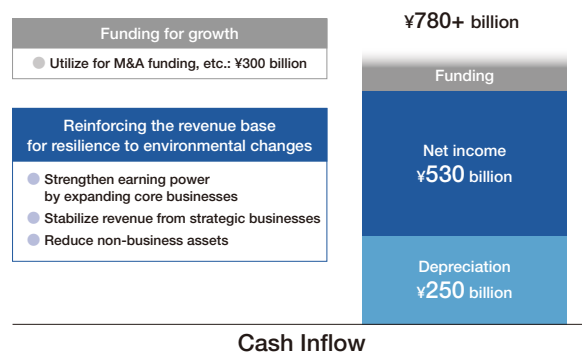 Funding for growth
Utilize for M&A funding, etc.: ¥300 billion
Reinforcing the revenue base
for resilience to environmental changes
Strengthen earning power
by expanding core businesses
Stabilize revenue from strategic businesses
Reduce non-business assets
¥780+ billion
Funding
Net income
¥530 billion
Depreciation
¥250 billion
Cash Inflow